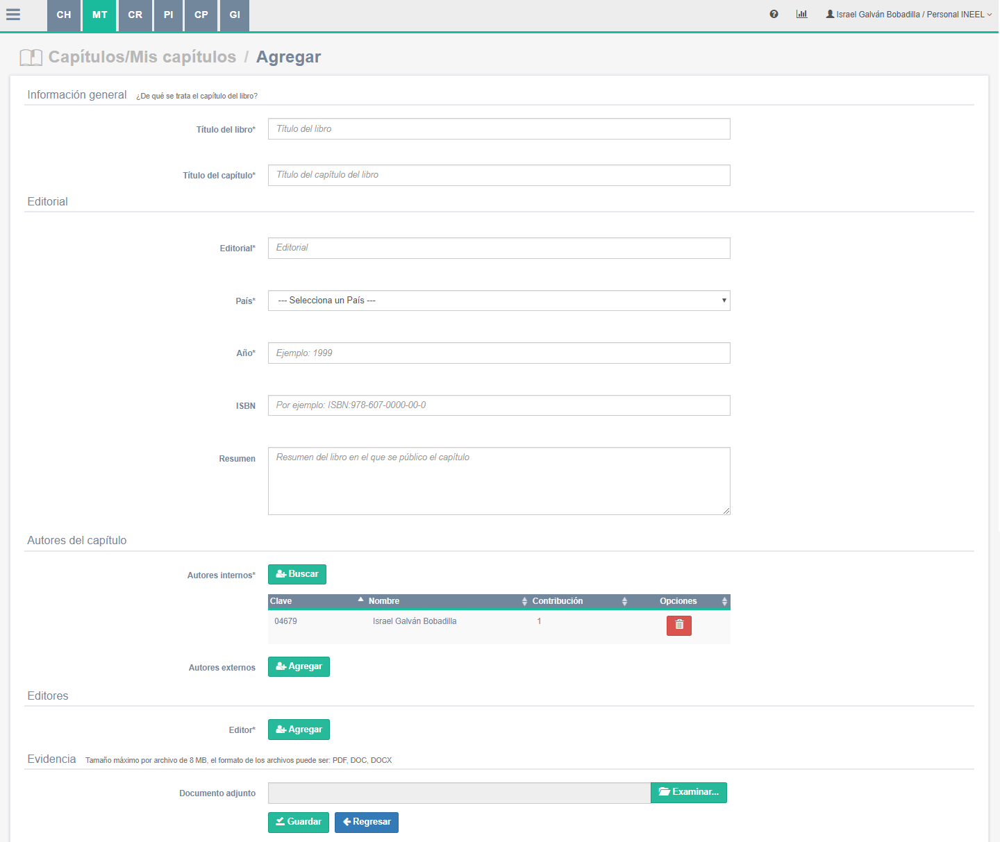 CH MT CR PI CP GI Israel Galván Bobadilla / Personal INEEL
Capítulos/Mis capítulos / Agregar
Información general ¿De qué se trata el capítulo del libro?
Título del libro* Título del libro
Título del capítulo* Título del capítulo del libro
Editorial
Editorial* Editorial
País* --- Selecciona un País ---
Año* Ejemplo: 1999
ISBN Por ejemplo: ISBN:978-607-0000-00-0
Resumen Resumen del libro en el que se público el capítulo
Autores del capítulo
Autores internos* Buscar
Clave Nombre Contribución Opciones
04679 Israel Galván Bobadilla 1
Autores externos Agregar
Editores
Editor* Agregar
Evidencia Tamaño máximo por archivo de 8 MB, el formato de los archivos puede ser: PDF, DOC, DOCX
Documento adjunto Examinar...
Guardar Regresar